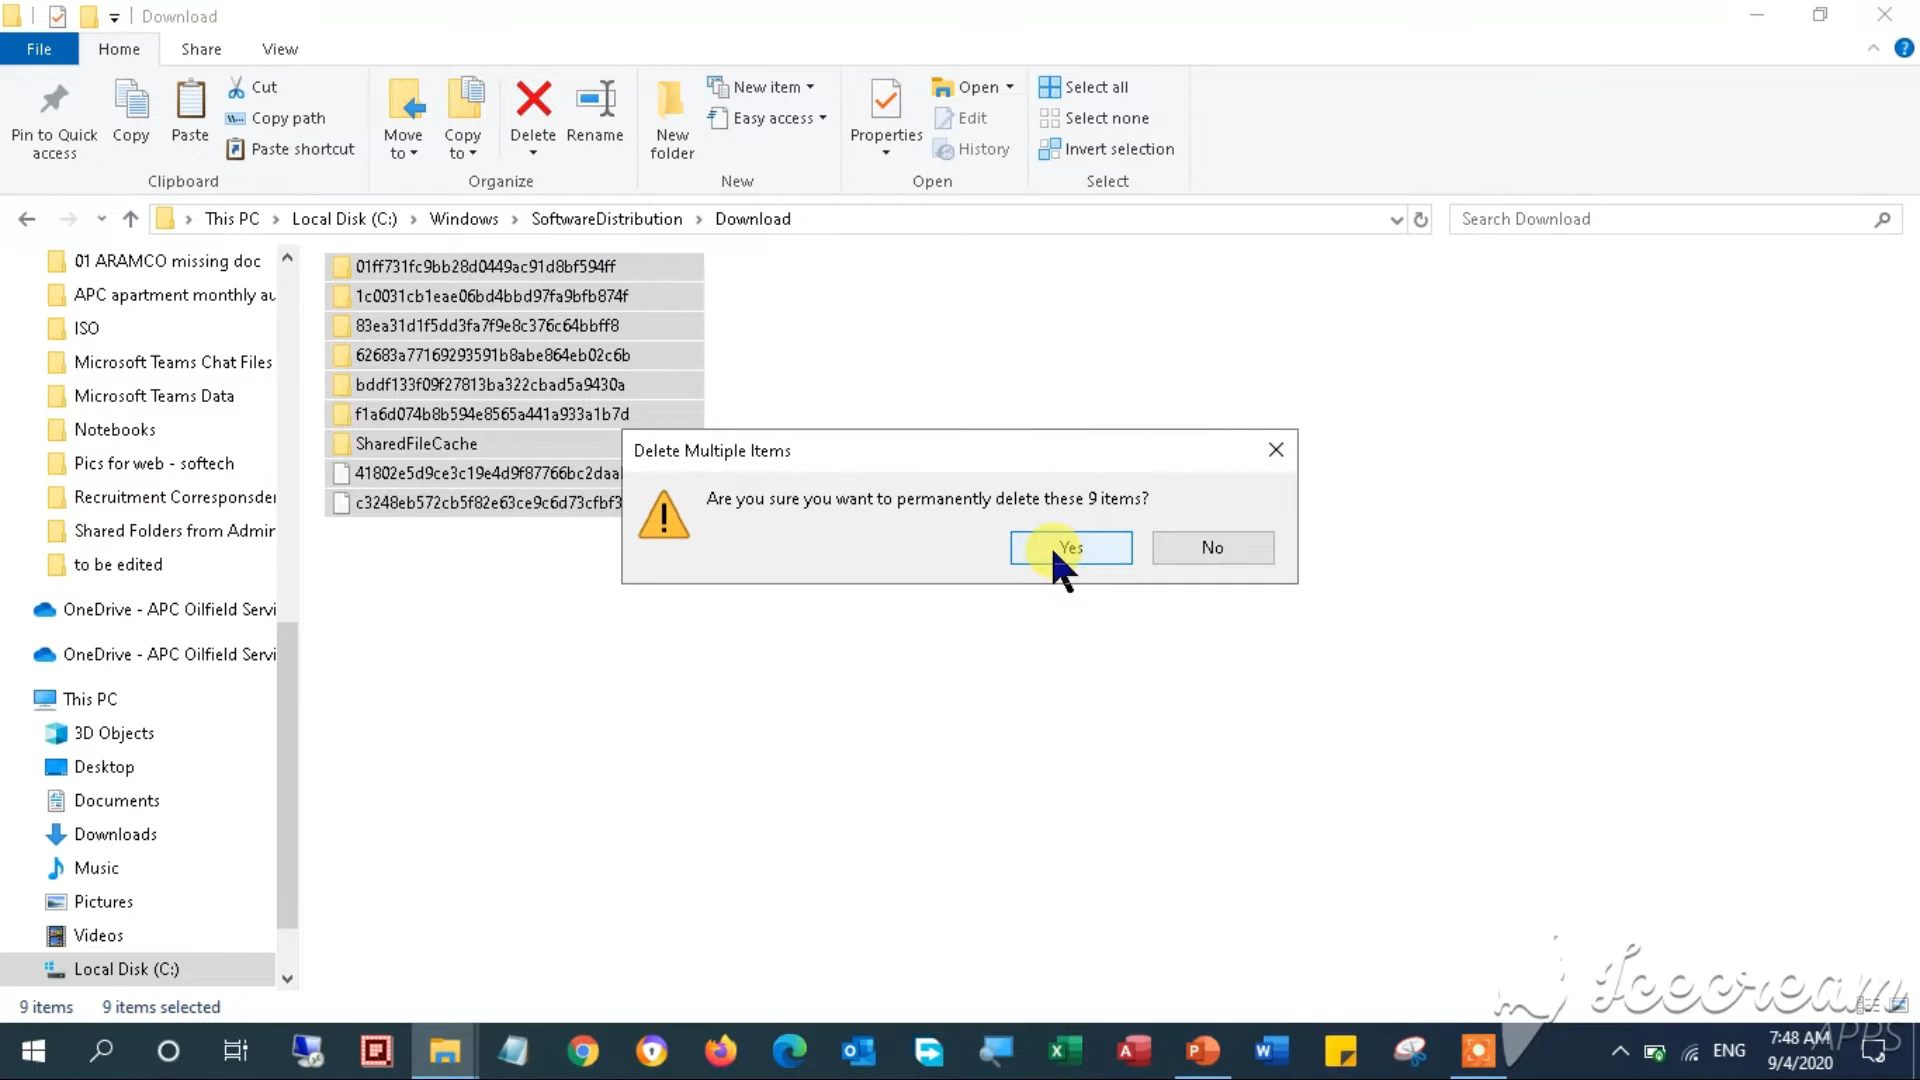 Download
File
Home
Share
View
Pin to Quick
access
Copy
Paste
Cut
Copy path
Paste shortcut
Clipboard
Move
to
Copy
to
Delete
Rename
Organize
New
folder
New item
Easy access
New
Properties
Open
Edit
History
Open
Select all
Select none
Invert selection
Select
This PC
Local Disk (C:)
Windows
SoftwareDistribution
Download
Search Download
01 ARAMCO missing doc
APC apartment monthly au
ISO
Microsoft Teams Chat Files
Microsoft Teams Data
Notebooks
Pics for web - softech
Recruitment Corresponsder
Shared Folders from Admir
to be edited
OneDrive - APC Oilfield Servi
OneDrive - APC Oilfield Servi
This PC
3D Objects
Desktop
Documents
Downloads
Music
Pictures
Videos
Local Disk (C:)
01ff731fc9bb28d0449ac91d8bf594ff
1c0031cb1eae06bd4bbd97fa9bfb874f
83ea31d1f5dd3fa7f9e8c376c64bbff8
62683a77169293591b8abe864eb02c6b
bddf133f09f27813ba322cbad5a9430a
f1a6d074b8b594e8565a441a933a1b7d
SharedFileCache
41802e5d9ce3c19e4d9f87766bc2daa
c3248eb572cb5f82e63ce9c6d73cfbf3
Delete Multiple Items
Are you sure you want to permanently delete these 9 items?
Yes
No
9 items
9 items selected
Icecream
APPS
ENG
7:48 AM
9/4/2020